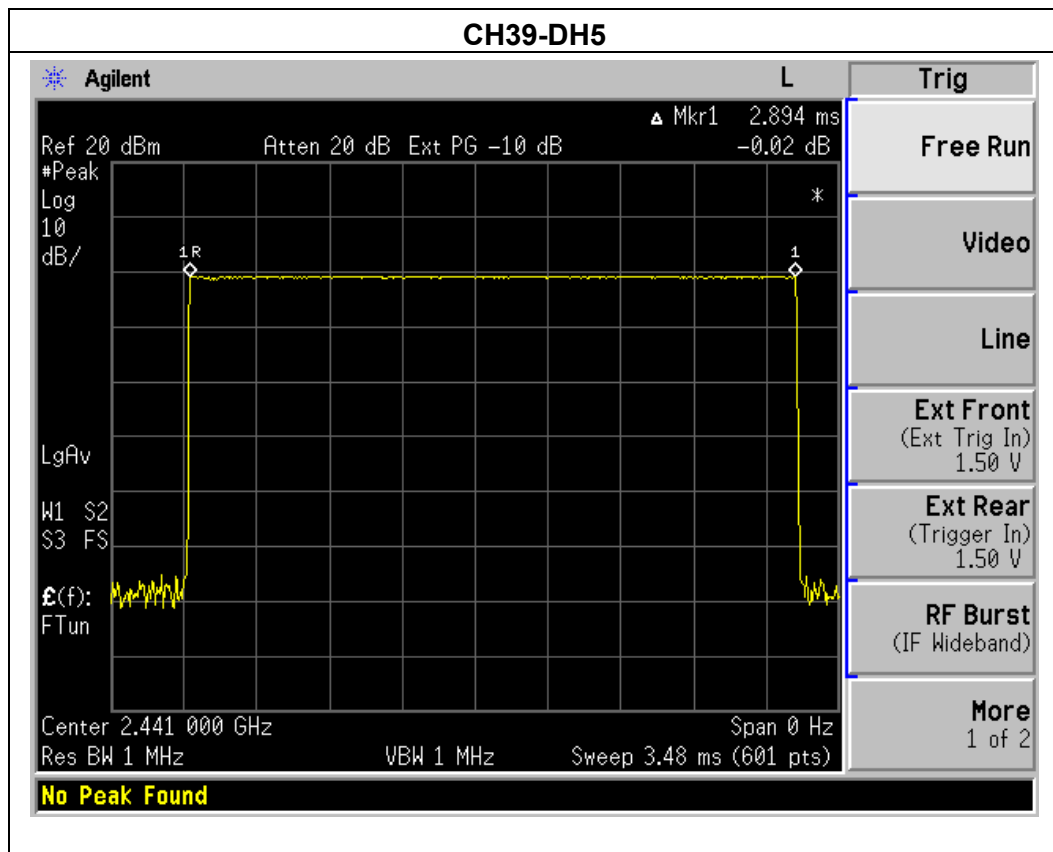 CH39-DH5
Agilent L Trig
▲ Mkr1 2.894 ms
Ref 20 dBm Atten 20 dB Ext PG -10 dB -0.02 dB
#Peak
Log
10
dB/
1R
1
*
LgAv
W1 S2
S3 FS
£(f):
FTun
Center 2.441 000 GHz Span 0 Hz
Res BW 1 MHz VBW 1 MHz Sweep 3.48 ms (601 pts)
No Peak Found
Free Run
Video
Line
Ext Front
(Ext Trig In)
1.50 V
Ext Rear
(Trigger In)
1.50 V
RF Burst
(IF Wideband)
More
1 of 2